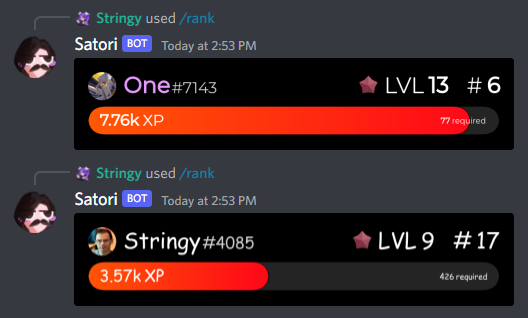 Stringy used /rank
Satori BOT Today at 2:53 PM
One#7143 LVL 13 # 6
7.76k XP 77 required
Stringy used /rank
Satori BOT Today at 2:53 PM
Stringy#4085 LVL 9 # 17
3.57k XP 426 required